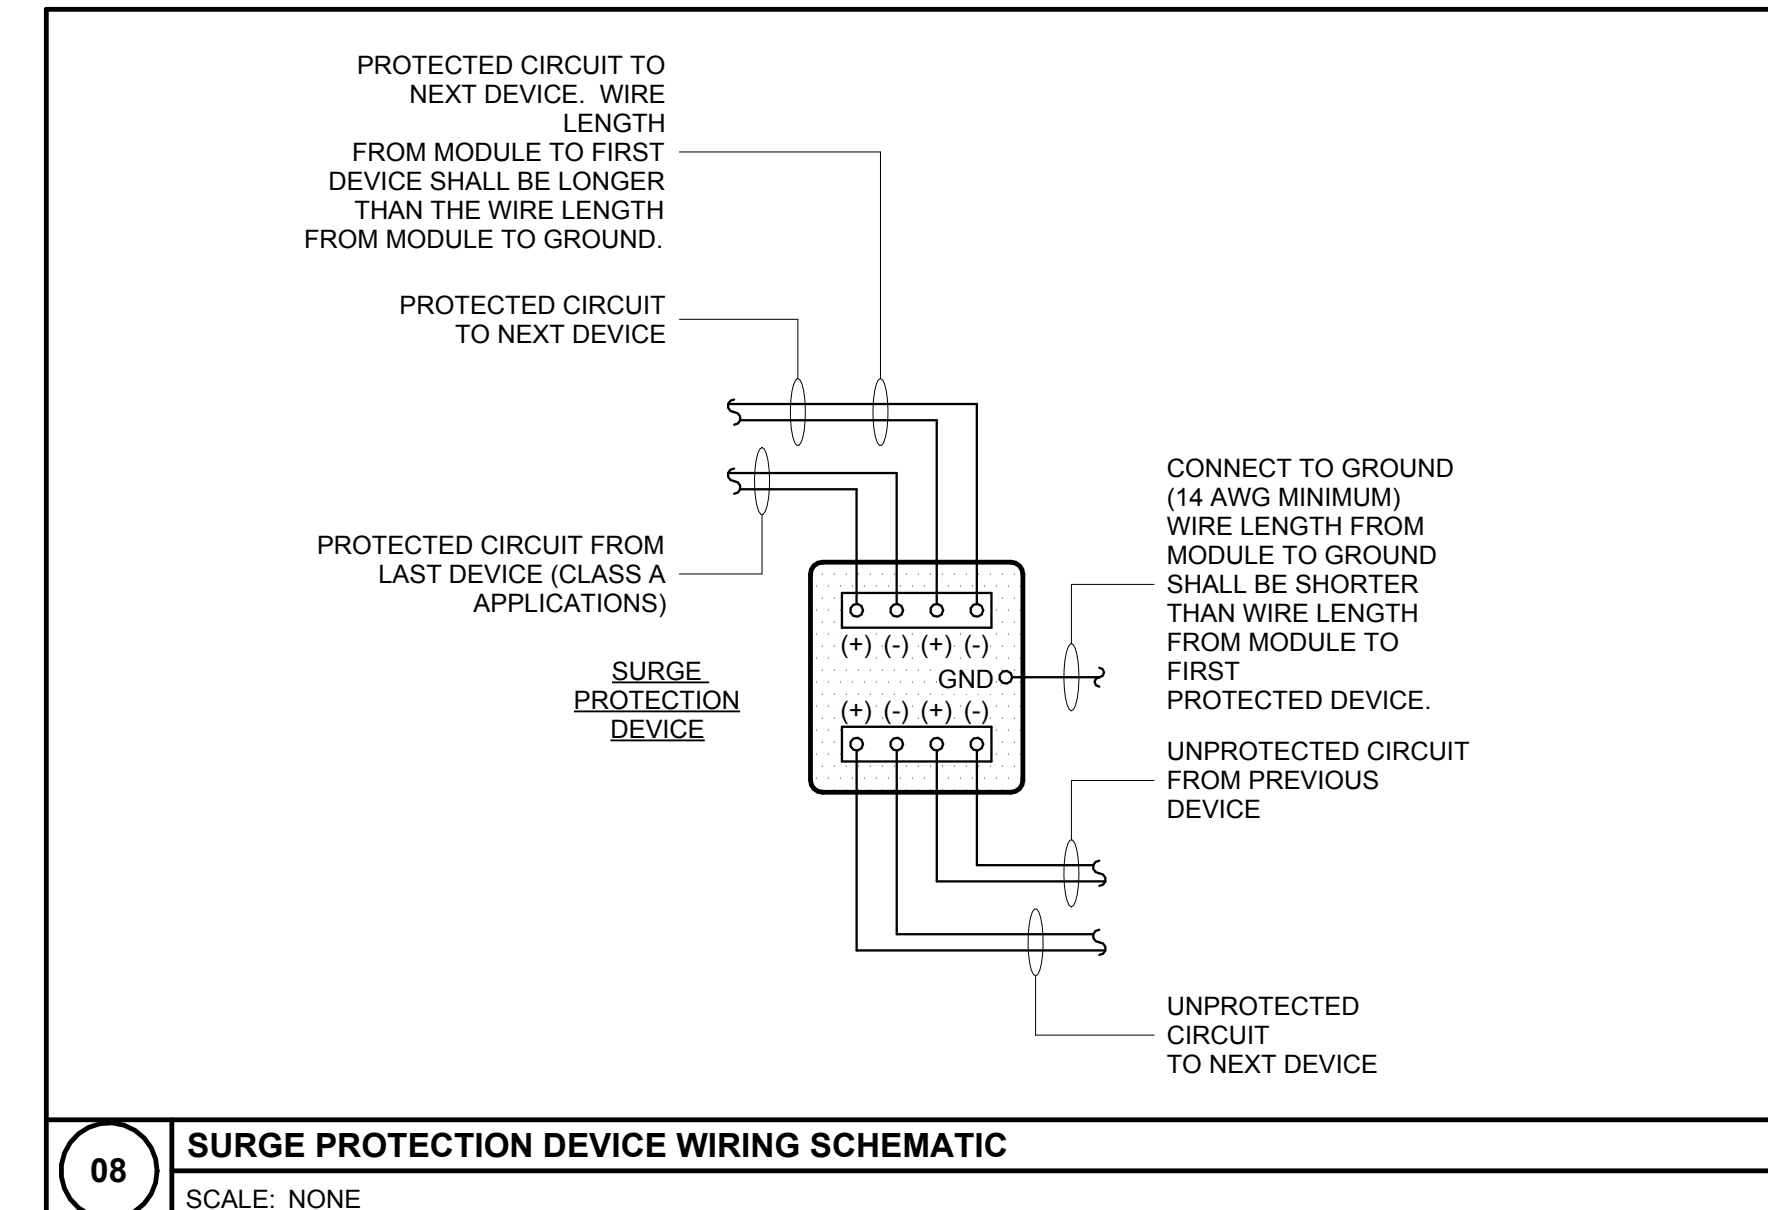 PROTECTED CIRCUIT TO
NEXT DEVICE.  WIRE
LENGTH
FROM MODULE TO FIRST
DEVICE SHALL BE LONGER
THAN THE WIRE LENGTH
FROM MODULE TO GROUND.
PROTECTED CIRCUIT
TO NEXT DEVICE
PROTECTED CIRCUIT FROM
LAST DEVICE (CLASS A
APPLICATIONS)
SURGE
PROTECTION
DEVICE
(+) (-) (+) (-)
GND
(+) (-) (+) (-)
CONNECT TO GROUND
(14 AWG MINIMUM)
WIRE LENGTH FROM
MODULE TO GROUND
SHALL BE SHORTER
THAN WIRE LENGTH
FROM MODULE TO
FIRST
PROTECTED DEVICE.
UNPROTECTED CIRCUIT
FROM PREVIOUS
DEVICE
UNPROTECTED
CIRCUIT
TO NEXT DEVICE
08
SURGE PROTECTION DEVICE WIRING SCHEMATIC
SCALE:  NONE